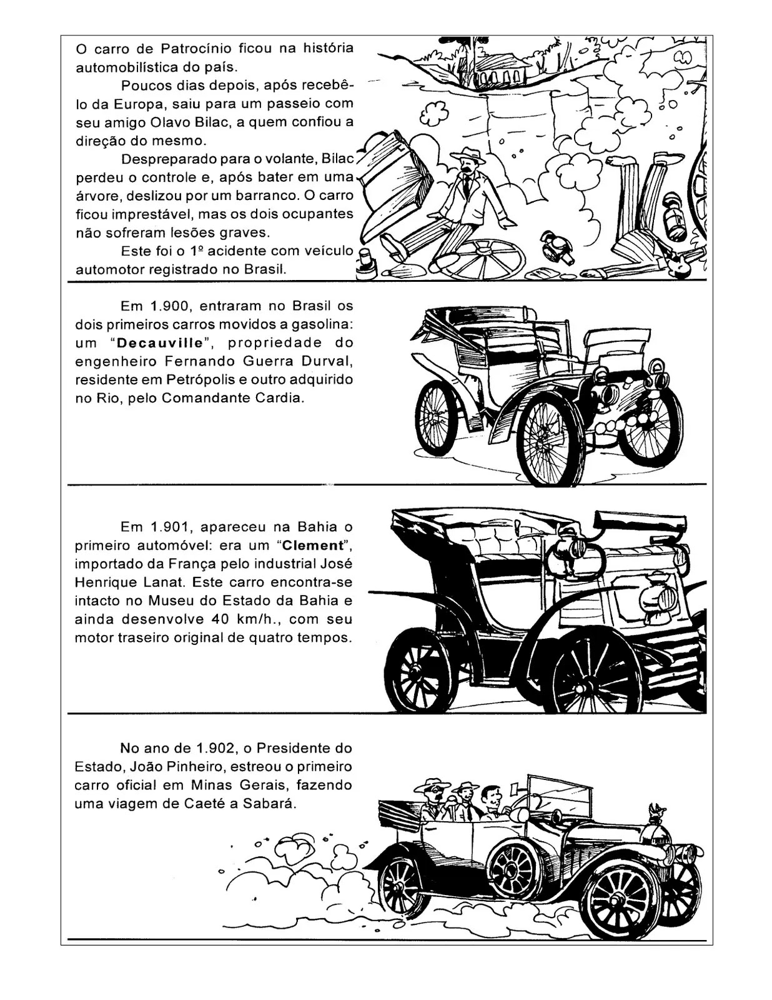 O carro de Patrocínio ficou na história
automobilística do país.
Poucos dias depois, após recebê-
lo da Europa, saiu para um passeio com
seu amigo Olavo Bilac, a quem confiou a
direção do mesmo.
Despreparado para o volante, Bilac
perdeu o controle e, após bater em uma
árvore, deslizou por um barranco. O carro
ficou imprestável, mas os dois ocupantes
não sofreram lesões graves.
Este foi o 1º acidente com veículo
automotor registrado no Brasil.
Em 1.900, entraram no Brasil os
dois primeiros carros movidos a gasolina:
um “Decauville”, propriedade do
engenheiro Fernando Guerra Durval,
residente em Petrópolis e outro adquirido
no Rio, pelo Comandante Cardia.
Em 1.901, apareceu na Bahia o
primeiro automóvel: era um “Clement”,
importado da França pelo industrial José
Henrique Lanat. Este carro encontra-se
intacto no Museu do Estado da Bahia e
ainda desenvolve 40 km/h., com seu
motor traseiro original de quatro tempos.
No ano de 1.902, o Presidente do
Estado, João Pinheiro, estreou o primeiro
carro oficial em Minas Gerais, fazendo
uma viagem de Caeté a Sabará.